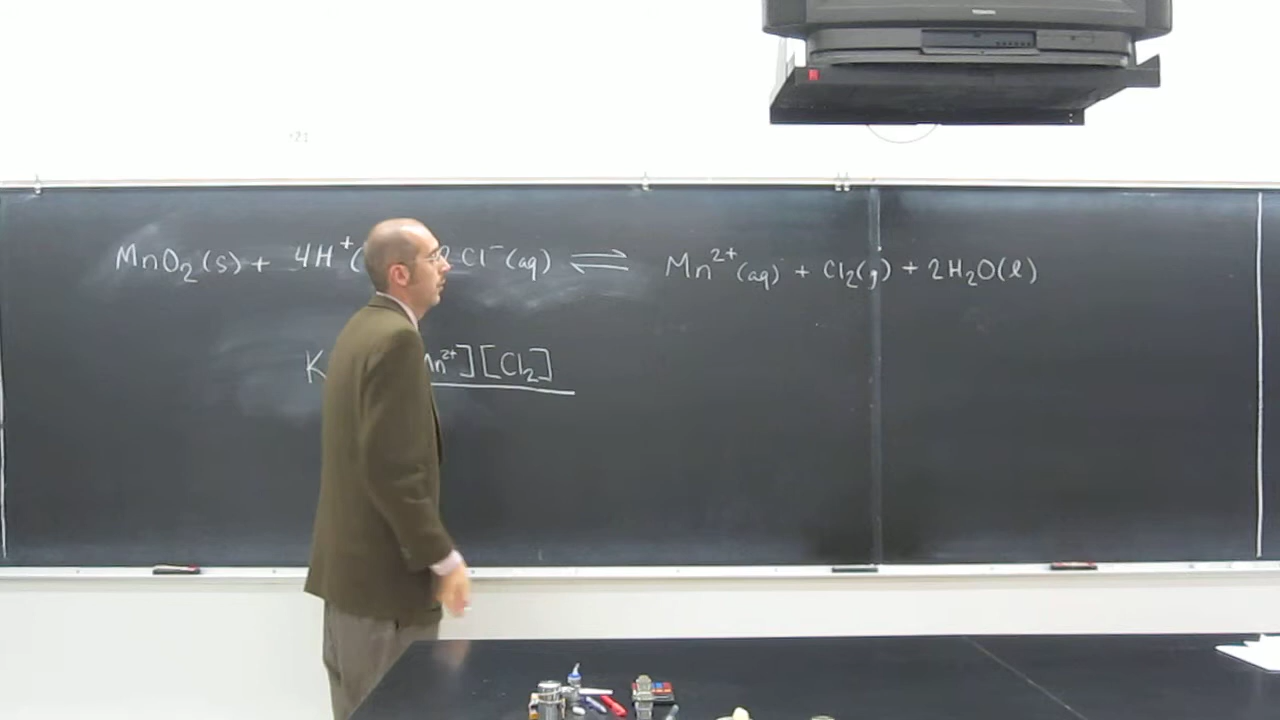 MnO₂(s) + 4H⁺( 2Cl⁻(aq) ⇌ Mn²⁺(aq) + Cl₂(g) + 2H₂O(l)
K n²⁺][Cl₂]